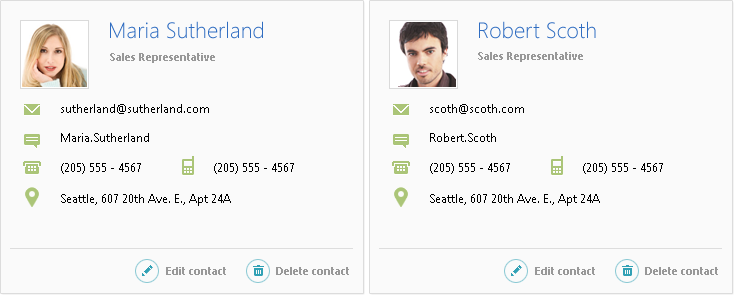 Maria Sutherland
Sales Representative
sutherland@sutherland.com
Maria.Sutherland
(205) 555 - 4567 (205) 555 - 4567
Seattle, 607 20th Ave. E., Apt 24A
Edit contact Delete contact
Robert Scoth
Sales Representative
scoth@scoth.com
Robert.Scoth
(205) 555 - 4567 (205) 555 - 4567
Seattle, 607 20th Ave. E., Apt 24A
Edit contact Delete contact